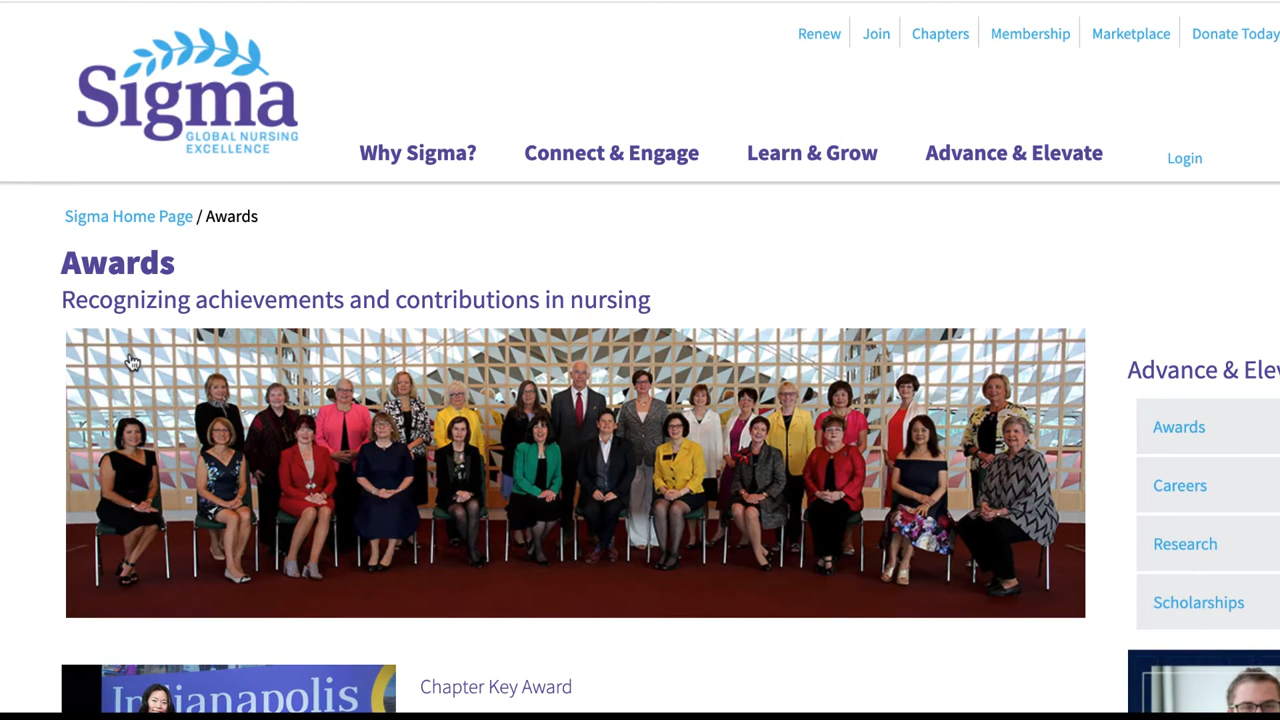 Renew
Join
Chapters
Membership
Marketplace
Donate Today
Sigma
GLOBAL NURSING
EXCELLENCE
Why Sigma?
Connect & Engage
Learn & Grow
Advance & Elevate
Login
Sigma Home Page / Awards
Awards
Recognizing achievements and contributions in nursing
Advance & Elev
Awards
Careers
Research
Scholarships
Indianapolis
Chapter Key Award